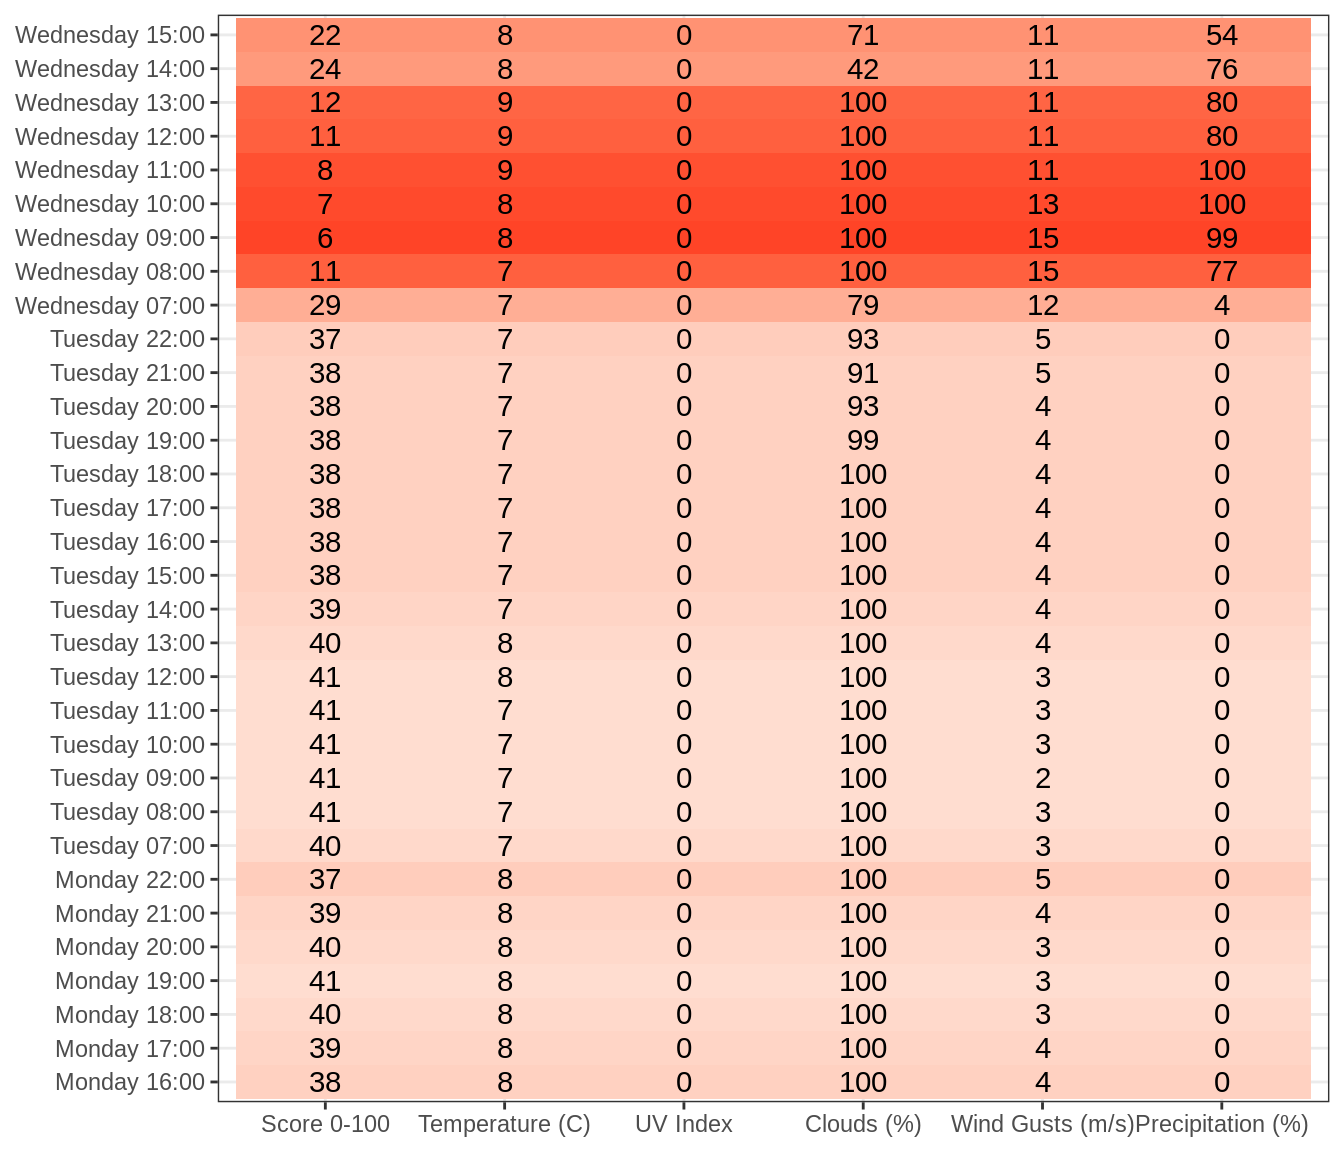 Wednesday 15:00 22 8 0 71 11 54
Wednesday 14:00 24 8 0 42 11 76
Wednesday 13:00 12 9 0 100 11 80
Wednesday 12:00 11 9 0 100 11 80
Wednesday 11:00 8 9 0 100 11 100
Wednesday 10:00 7 8 0 100 13 100
Wednesday 09:00 6 8 0 100 15 99
Wednesday 08:00 11 7 0 100 15 77
Wednesday 07:00 29 7 0 79 12 4
Tuesday 22:00 37 7 0 93 5 0
Tuesday 21:00 38 7 0 91 5 0
Tuesday 20:00 38 7 0 93 4 0
Tuesday 19:00 38 7 0 99 4 0
Tuesday 18:00 38 7 0 100 4 0
Tuesday 17:00 38 7 0 100 4 0
Tuesday 16:00 38 7 0 100 4 0
Tuesday 15:00 38 7 0 100 4 0
Tuesday 14:00 39 7 0 100 4 0
Tuesday 13:00 40 8 0 100 4 0
Tuesday 12:00 41 8 0 100 3 0
Tuesday 11:00 41 7 0 100 3 0
Tuesday 10:00 41 7 0 100 3 0
Tuesday 09:00 41 7 0 100 2 0
Tuesday 08:00 41 7 0 100 3 0
Tuesday 07:00 40 7 0 100 3 0
Monday 22:00 37 8 0 100 5 0
Monday 21:00 39 8 0 100 4 0
Monday 20:00 40 8 0 100 3 0
Monday 19:00 41 8 0 100 3 0
Monday 18:00 40 8 0 100 3 0
Monday 17:00 39 8 0 100 4 0
Monday 16:00 38 8 0 100 4 0
Score 0-100 Temperature (C) UV Index Clouds (%) Wind Gusts (m/s) Precipitation (%)